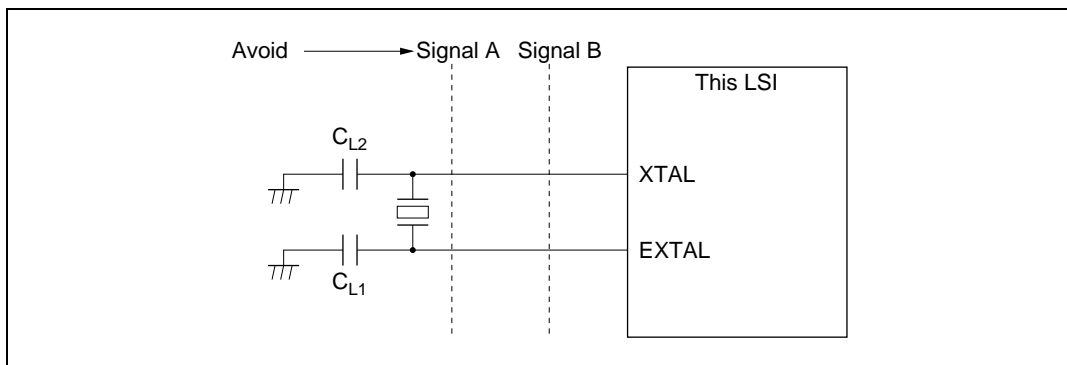 Avoid Signal A Signal B
This LSI
CL2
XTAL
EXTAL
CL1